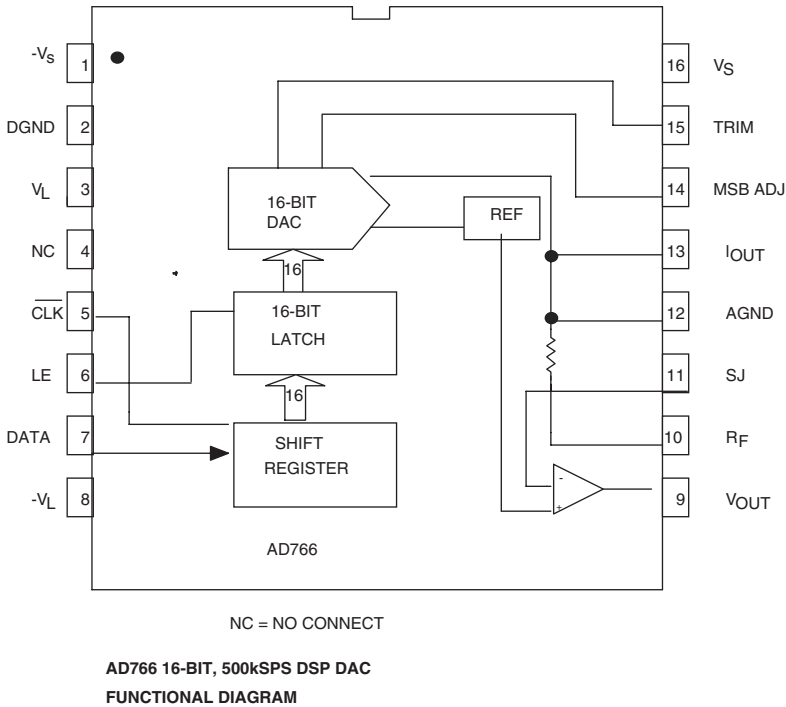 -VS 1
DGND 2
VL 3
NC 4
CLK 5
LE 6
DATA 7
-VL 8
16 VS
15 TRIM
14 MSB ADJ
13 IOUT
12 AGND
11 SJ
10 RF
9 VOUT
16-BIT
DAC
REF
16
16-BIT
LATCH
16
SHIFT
REGISTER
-
+
AD766
NC = NO CONNECT
AD766 16-BIT, 500kSPS DSP DAC
FUNCTIONAL DIAGRAM